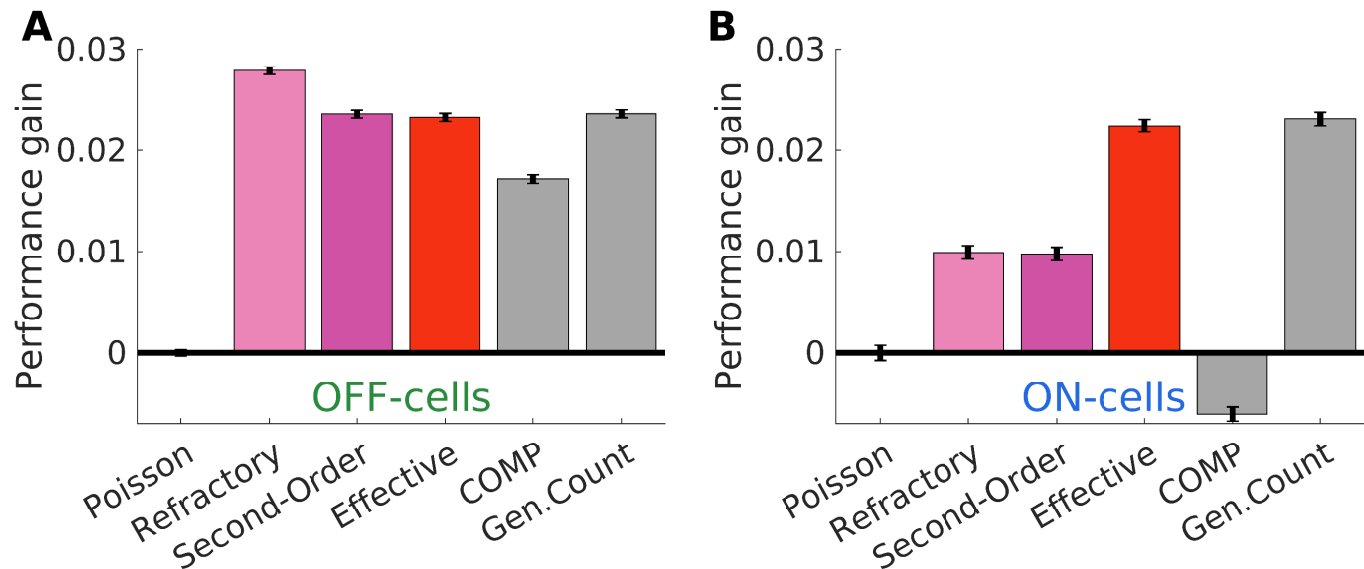 A
Performance gain
0.03
0.02
0.01
0
OFF-cells
Poisson
Refractory
Second-Order
Effective
COMP
Gen.Count
B
Performance gain
0.03
0.02
0.01
0
ON-cells
Poisson
Refractory
Second-Order
Effective
COMP
Gen.Count